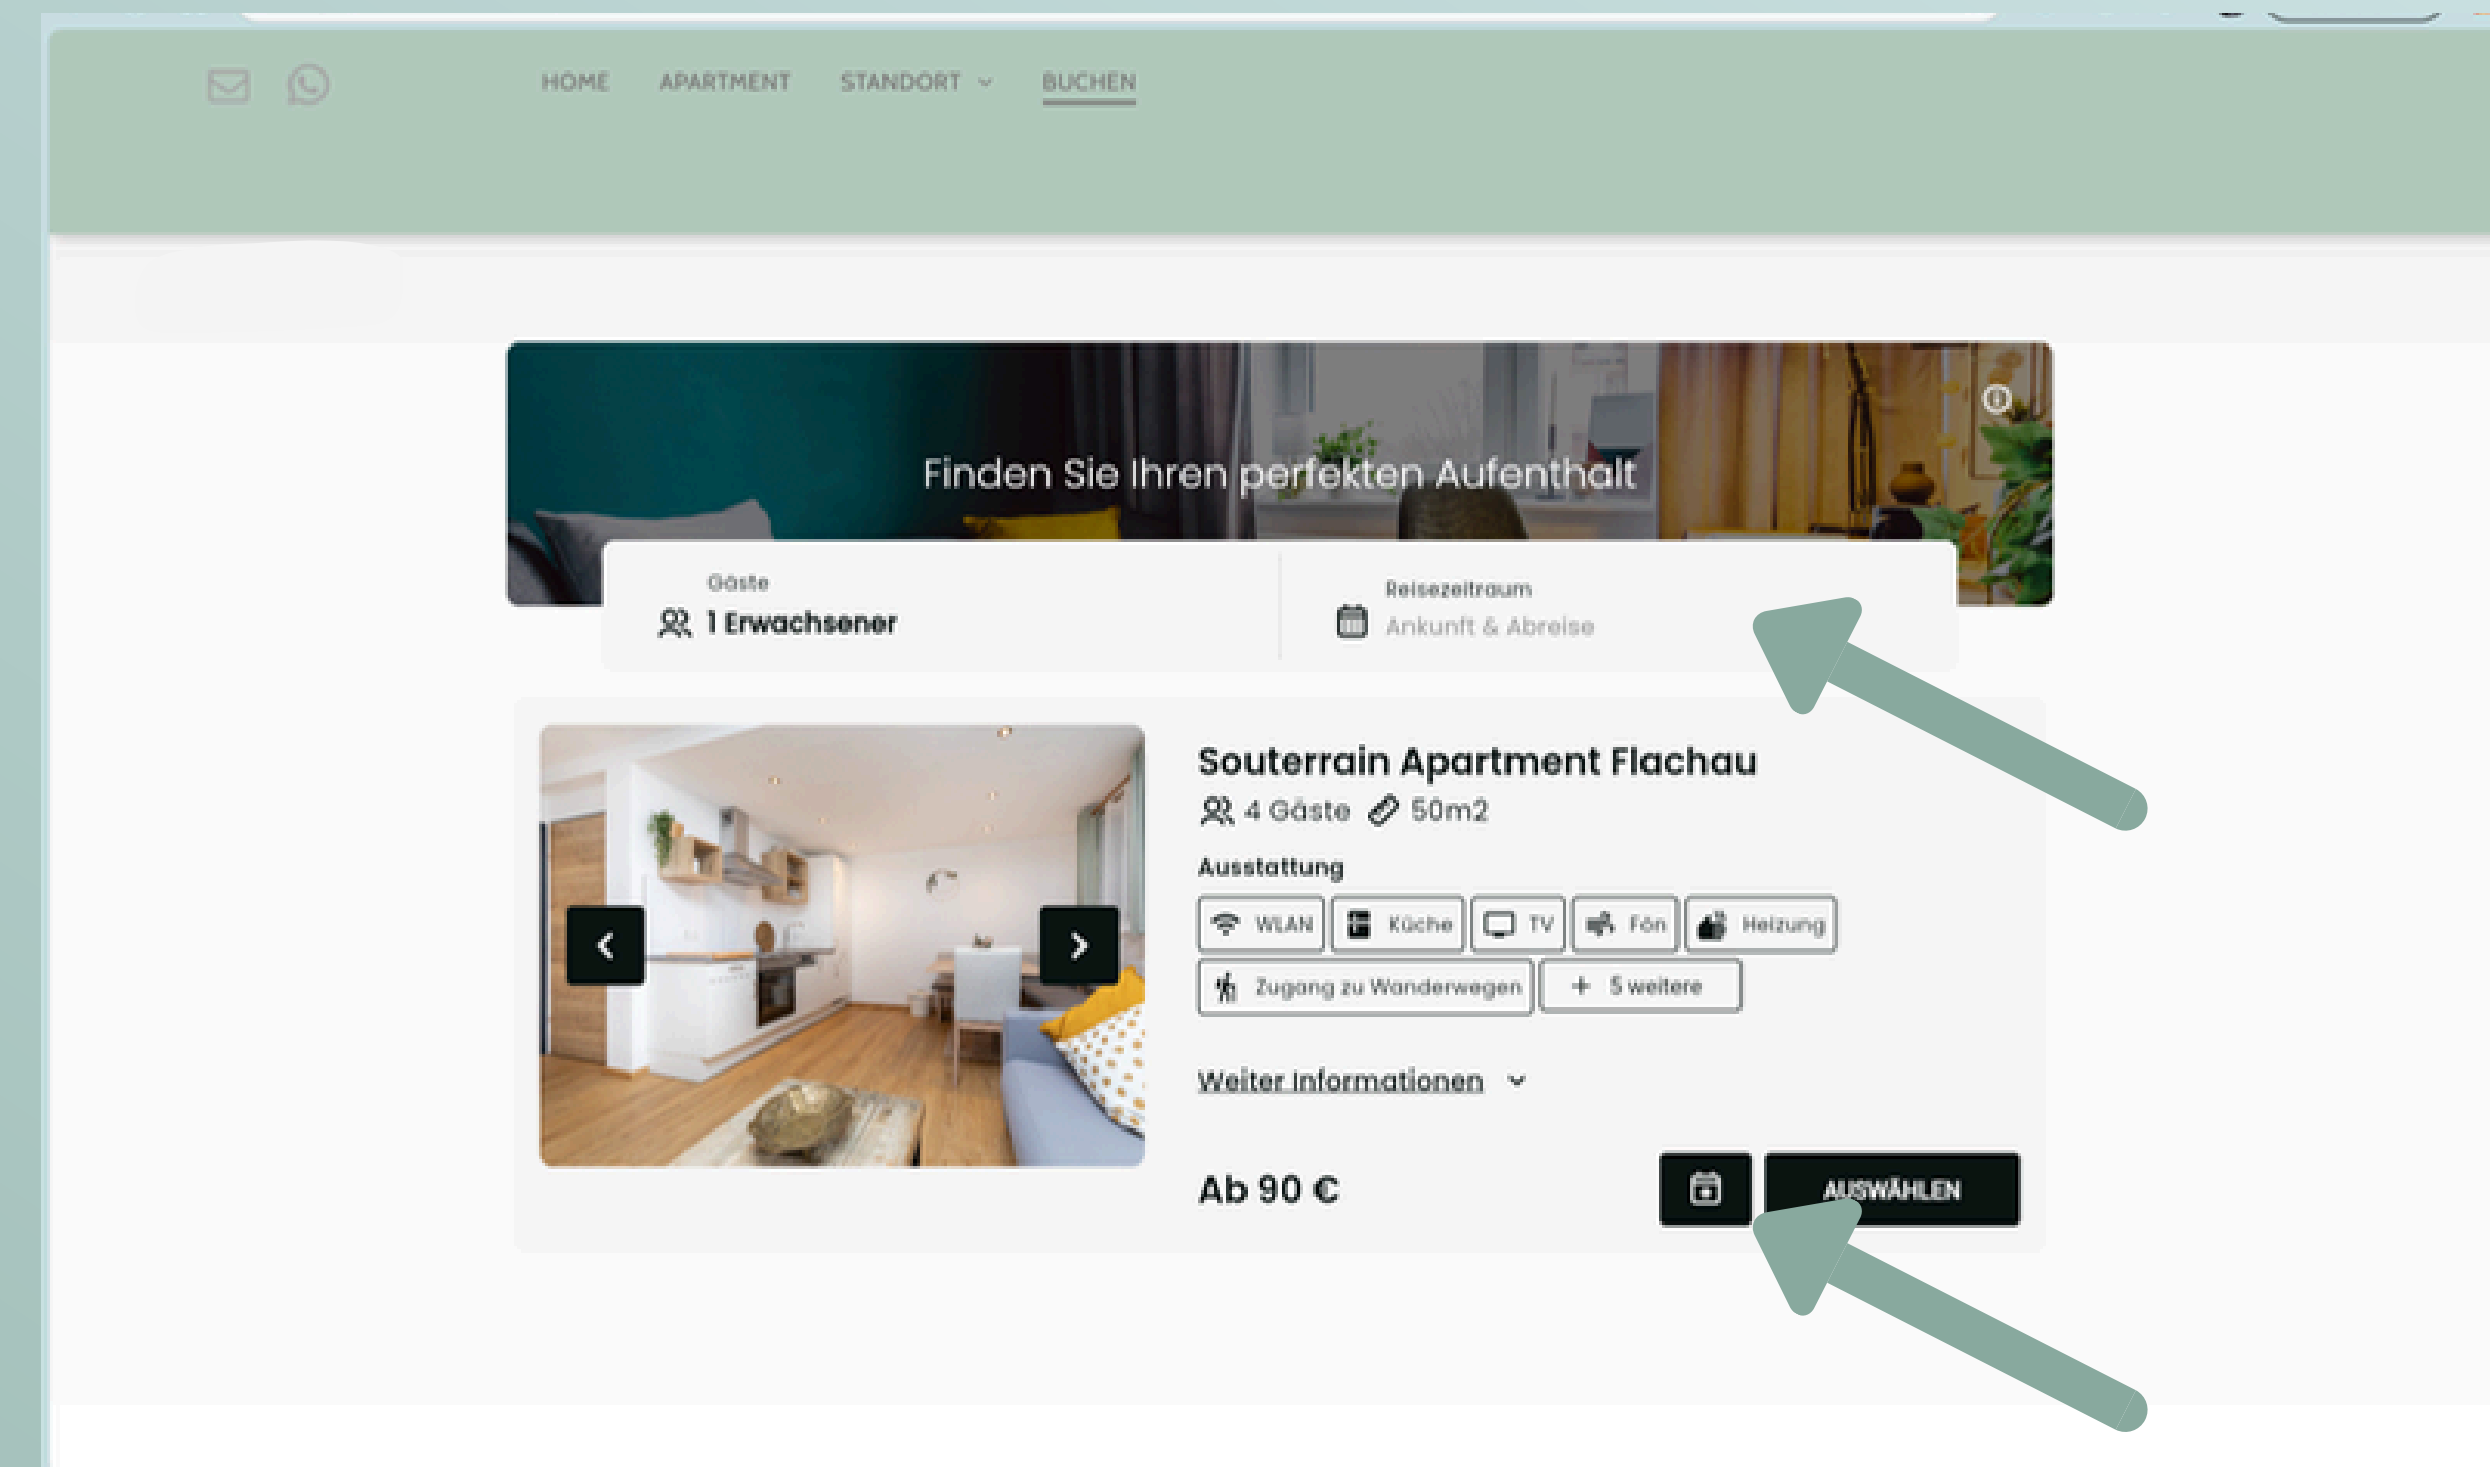 HOME APARTMENT STANDORT BUCHEN
Finden Sie Ihren perfekten Aufenthalt
Gäste
1 Erwachsener
Reisezeitraum
Ankunft & Abreise
Souterrain Apartment Flachau
4 Gäste 50m2
Ausstattung
WLAN Küche TV Fön Heizung
Zugang zu Wanderwegen + 5 weitere
Weiter Informationen
Ab 90 €
AUSWÄHLEN